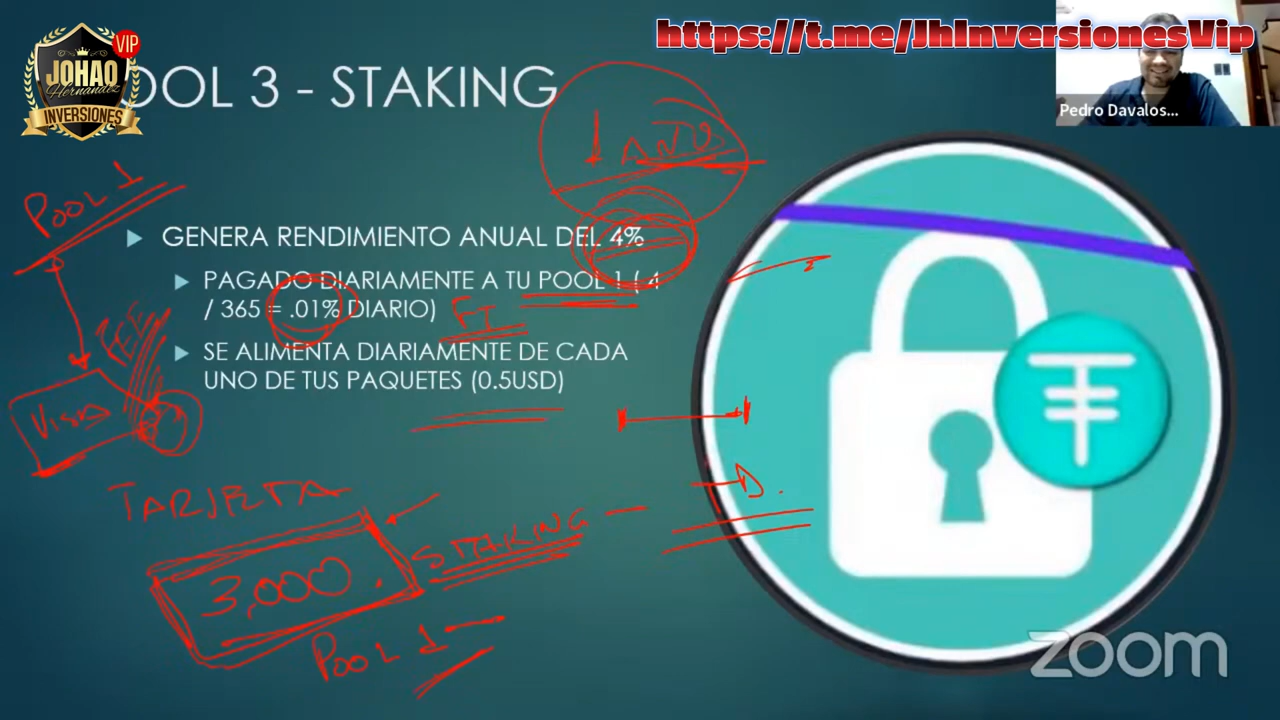 https://t.me/JhInversionesVip
VIP
JOHAO
Hernandez
INVERSIONES
OOL 3 - STAKING
Pedro Davalos...
1 AÑO
POOL 1
GENERA RENDIMIENTO ANUAL DEL 4%
PAGADO DIARIAMENTE A TU POOL 1 ( 4
/ 365 = .01% DIARIO)
SE ALIMENTA DIARIAMENTE DE CADA
UNO DE TUS PAQUETES (0.5USD)
FEE
VISA
TARJETA
STAKING
D.
3,000.
POOL 1
zoom